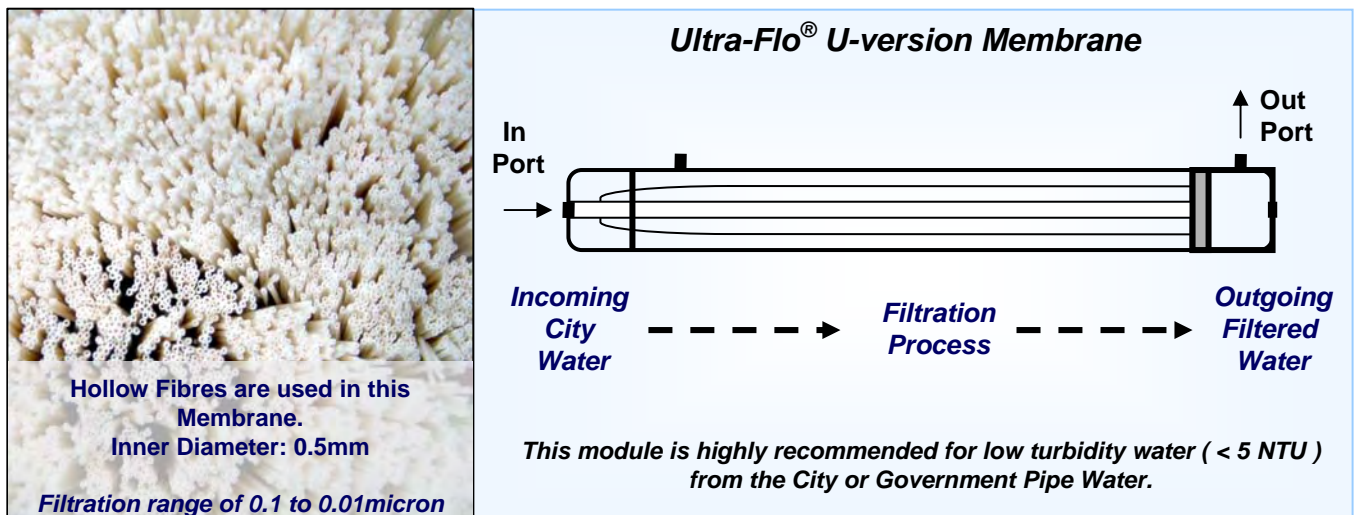 Hollow Fibres are used in this
Membrane.
Inner Diameter: 0.5mm
Filtration range of 0.1 to 0.01micron
Ultra-Flo® U-version Membrane
In
Port
Out
Port
Incoming
City
Water
Filtration
Process
Outgoing
Filtered
Water
This module is highly recommended for low turbidity water ( < 5 NTU )
from the City or Government Pipe Water.